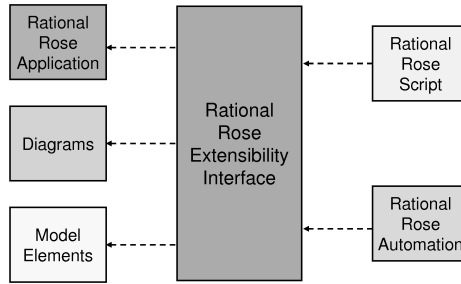 Rational
Rose
Application
Diagrams
Model
Elements
Rational
Rose
Extensibility
Interface
Rational
Rose
Script
Rational
Rose
Automation